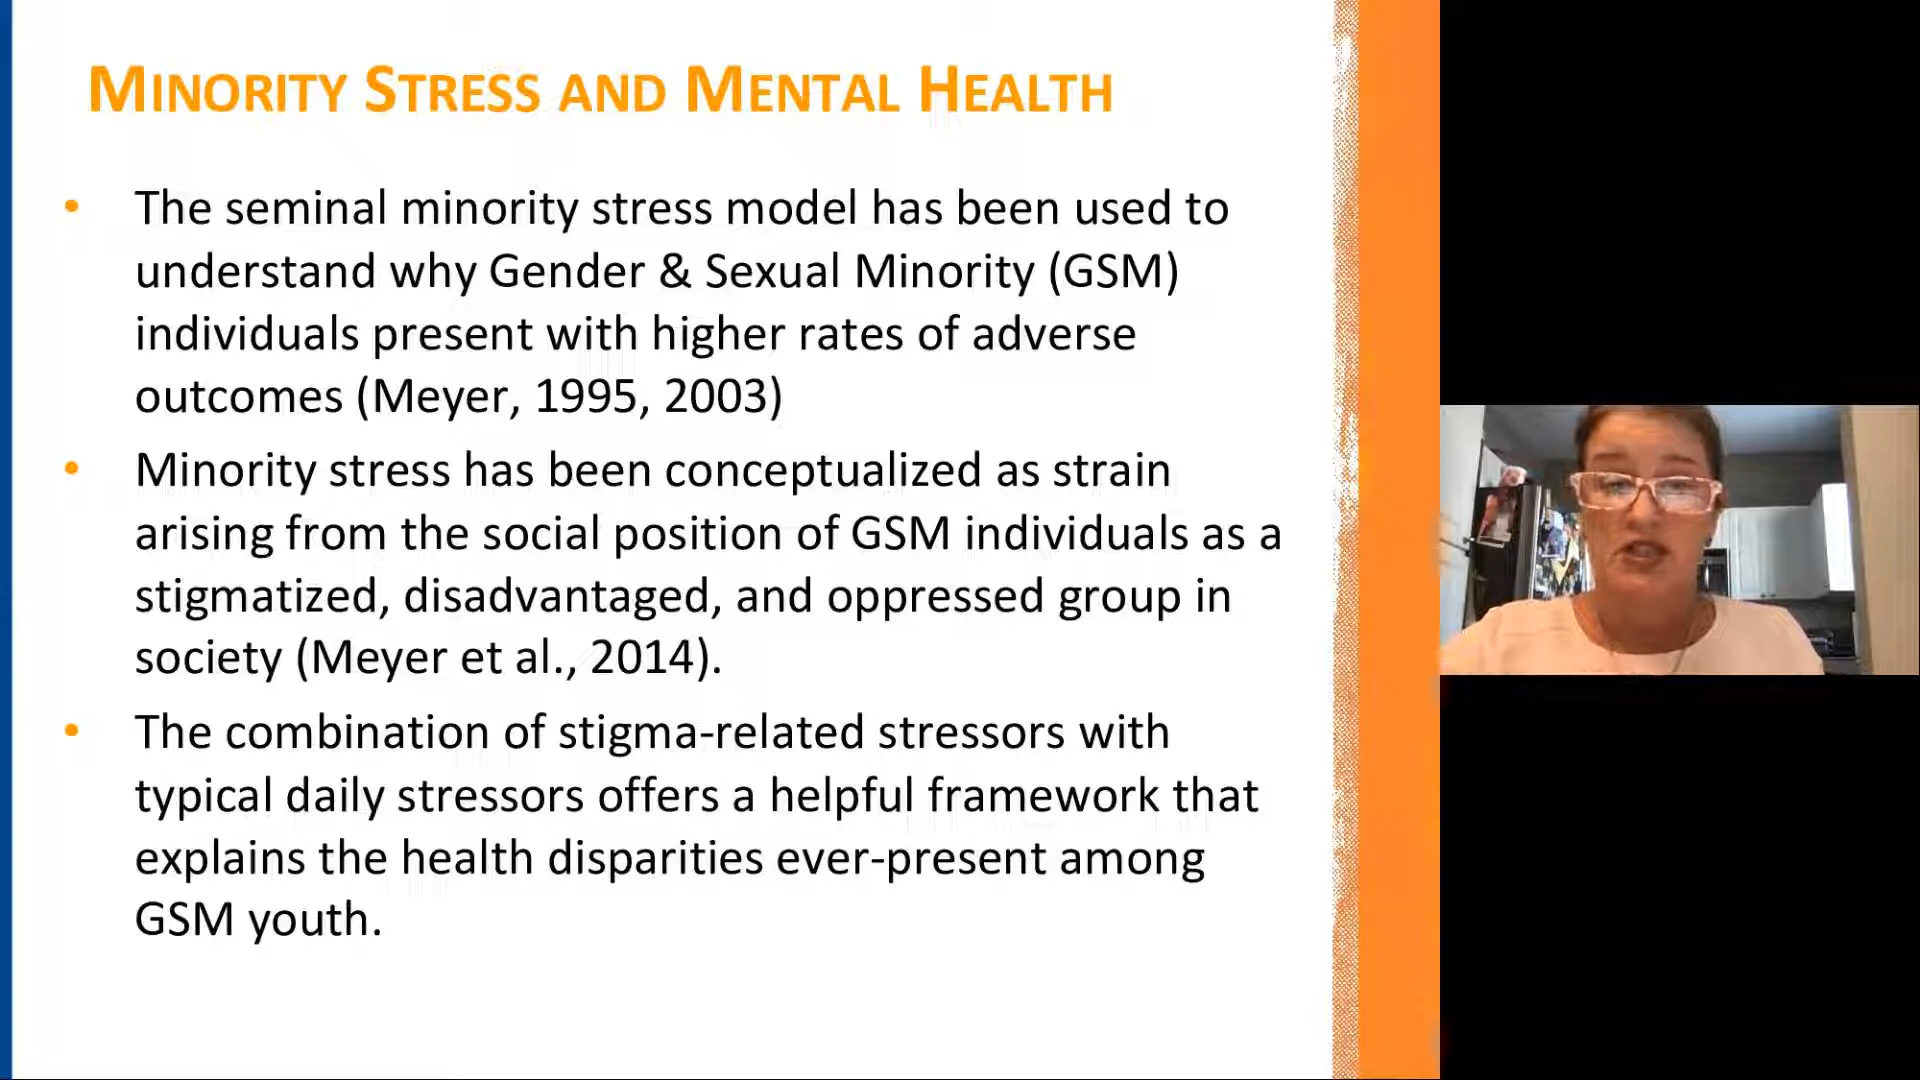 MINORITY STRESS AND MENTAL HEALTH
• The seminal minority stress model has been used to
understand why Gender & Sexual Minority (GSM)
individuals present with higher rates of adverse
outcomes (Meyer, 1995, 2003)
• Minority stress has been conceptualized as strain
arising from the social position of GSM individuals as a
stigmatized, disadvantaged, and oppressed group in
society (Meyer et al., 2014).
• The combination of stigma-related stressors with
typical daily stressors offers a helpful framework that
explains the health disparities ever-present among
GSM youth.